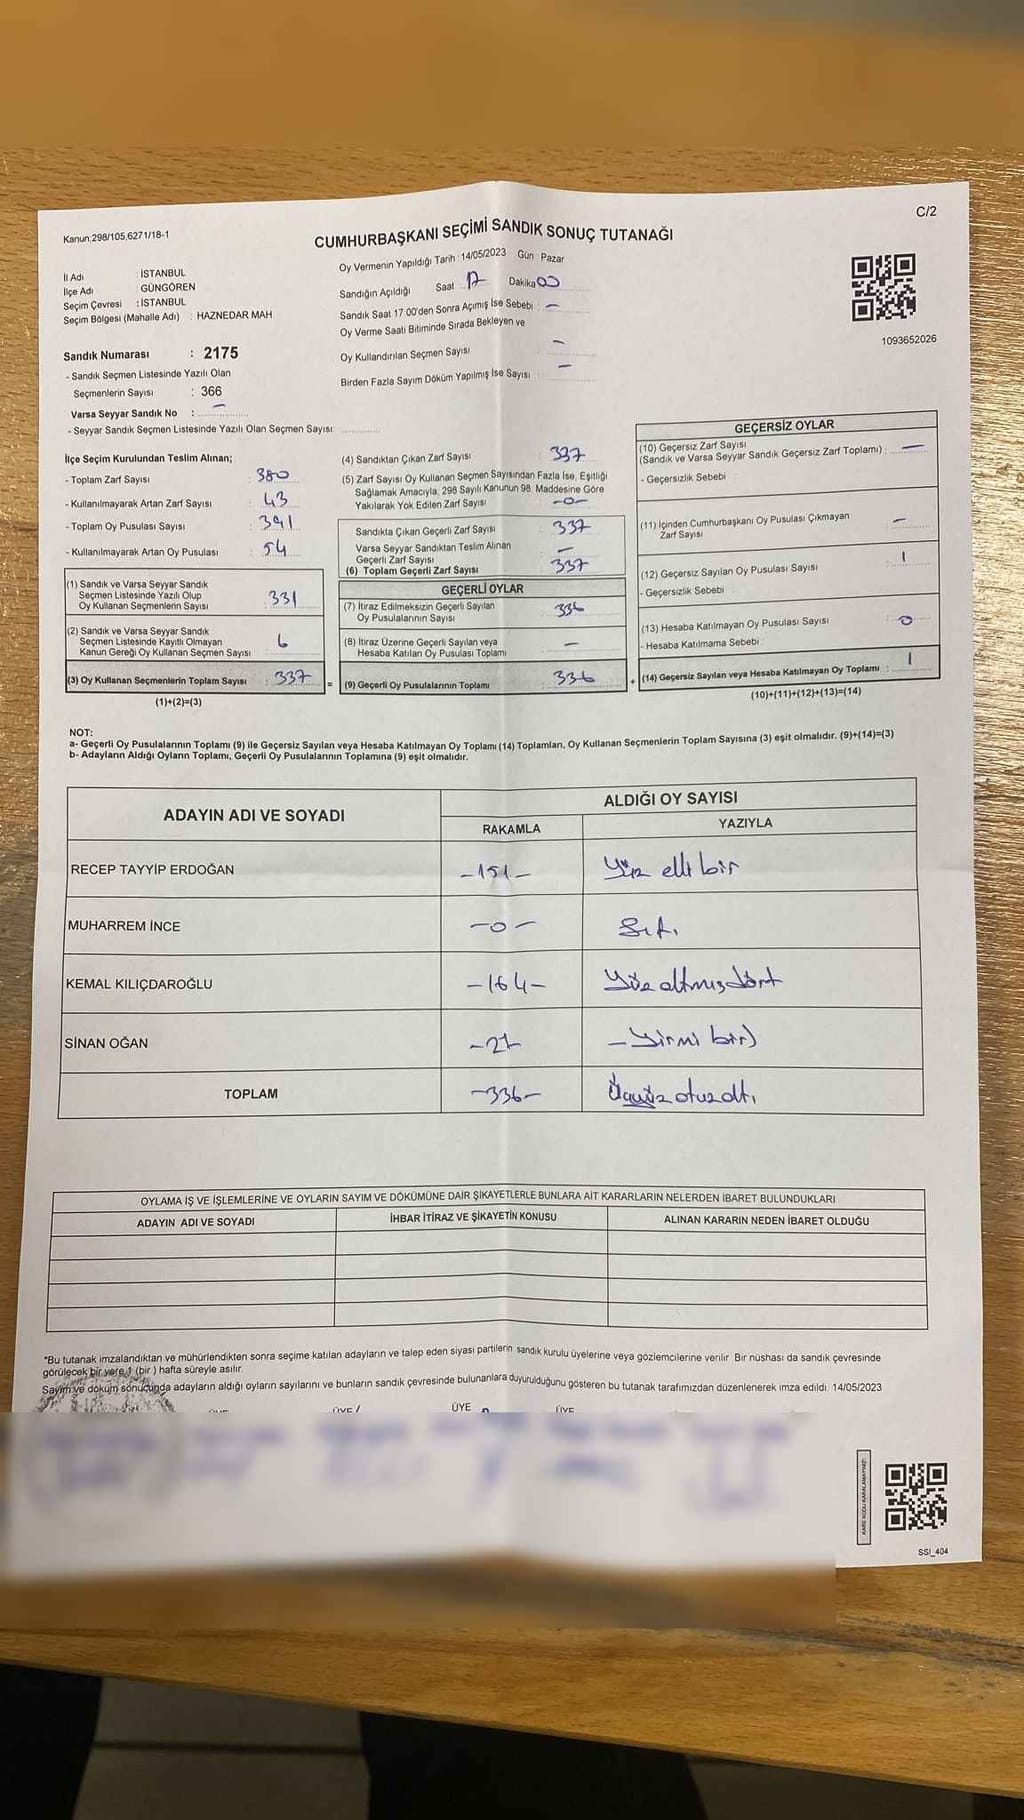 C/2
Kanun;298/105,6271/18-1
CUMHURBAŞKANI SEÇİMİ SANDIK SONUÇ TUTANAĞI
İl Adı : İSTANBUL
İlçe Adı : GÜNGÖREN
Seçim Çevresi : İSTANBUL
Seçim Bölgesi (Mahalle Adı) : HAZNEDAR MAH
Sandık Numarası : 2175
- Sandık Seçmen Listesinde Yazılı Olan
Seçmenlerin Sayısı : 366
Varsa Seyyar Sandık No : –
- Seyyar Sandık Seçmen Listesinde Yazılı Olan Seçmen Sayısı
Oy Vermenin Yapıldığı Tarih : 14/05/2023 Gün Pazar
Sandığın Açıldığı Saat 17 Dakika 00
Sandık Saat 17 00'den Sonra Açımış İse Sebebi : –
Oy Verme Saati Bitiminde Sırada Bekleyen ve
Oy Kullandırılan Seçmen Sayısı –
Birden Fazla Sayım Döküm Yapılmış İse Sayısı –
1093652026
İlçe Seçim Kurulundan Teslim Alınan;
- Toplam Zarf Sayısı : 380
- Kullanılmayarak Artan Zarf Sayısı : 43
- Toplam Oy Pusulası Sayısı : 391
- Kullanılmayarak Artan Oy Pusulası : 54
(1) Sandık ve Varsa Seyyar Sandık
Seçmen Listesinde Yazılı Olup
Oy Kullanan Seçmenlerin Sayısı 331
(2) Sandık ve Varsa Seyyar Sandık
Seçmen Listesinde Kayıtlı Olmayan
Kanun Gereği Oy Kullanan Seçmen Sayısı 6
(3) Oy Kullanan Seçmenlerin Toplam Sayısı 337 =
(1)+(2)=(3)
(4) Sandıktan Çıkan Zarf Sayısı 337
(5) Zarf Sayısı Oy Kullanan Seçmen Sayısından Fazla İse, Eşitliği
Sağlamak Amacıyla, 298 Sayılı Kanunun 98. Maddesine Göre
Yakılarak Yok Edilen Zarf Sayısı –0–
Sandıkta Çıkan Geçerli Zarf Sayısı 337
Varsa Seyyar Sandıktan Teslim Alınan
Geçerli Zarf Sayısı –
(6) Toplam Geçerli Zarf Sayısı 337
GEÇERLİ OYLAR
(7) İtiraz Edilmeksizin Geçerli Sayılan
Oy Pusulalarının Sayısı 336
(8) İtiraz Üzerine Geçerli Sayılan veya
Hesaba Katılan Oy Pusulası Toplamı –
(9) Geçerli Oy Pusulalarının Toplamı 336 +
GEÇERSİZ OYLAR
(10) Geçersiz Zarf Sayısı
(Sandık ve Varsa Seyyar Sandık Geçersiz Zarf Toplamı) : –
- Geçersizlik Sebebi :
(11) İçinden Cumhurbaşkanı Oy Pusulası Çıkmayan
Zarf Sayısı –
(12) Geçersiz Sayılan Oy Pusulası Sayısı 1
- Geçersizlik Sebebi :
(13) Hesaba Katılmayan Oy Pusulası Sayısı 0
- Hesaba Katılmama Sebebi :
(14) Geçersiz Sayılan veya Hesaba Katılmayan Oy Toplamı 1
(10)+(11)+(12)+(13)=(14)
NOT:
a- Geçerli Oy Pusulalarının Toplamı (9) ile Geçersiz Sayılan veya Hesaba Katılmayan Oy Toplamı (14) Toplamları, Oy Kullanan Seçmenlerin Toplam Sayısına (3) eşit olmalıdır. (9)+(14)=(3)
b- Adayların Aldığı Oyların Toplamı, Geçerli Oy Pusulalarının Toplamına (9) eşit olmalıdır.
ADAYIN ADI VE SOYADI ALDIĞI OY SAYISI
RAKAMLA YAZIYLA
RECEP TAYYİP ERDOĞAN –151– Yüz elli bir
MUHARREM İNCE –0– Sıfı
KEMAL KILIÇDAROĞLU –164– Yüz altmış dört
SİNAN OĞAN –21– –Yirmi bir
TOPLAM –336– Üçyüz otuz altı
OYLAMA İŞ VE İŞLEMLERİNE VE OYLARIN SAYIM VE DÖKÜMÜNE DAİR ŞİKAYETLERLE BUNLARA AİT KARARLARIN NELERDEN İBARET BULUNDUKLARI
ADAYIN ADI VE SOYADI İHBAR İTİRAZ VE ŞİKAYETİN KONUSU ALINAN KARARIN NEDEN İBARET OLDUĞU
*Bu tutanak imzalandıktan ve mühürlendikten sonra seçime katılan adayların ve talep eden siyasi partilerin sandık kurulu üyelerine veya gözlemcilerine verilir. Bir nüshası da sandık çevresinde
görülecek bir yere 1 (bir ) hafta süreyle asılır.
Sayım ve döküm sonucunda adayların aldığı oyların sayılarını ve bunların sandık çevresinde bulunanlara duyurulduğunu gösteren bu tutanak tarafımızdan düzenlenerek imza edildi. 14/05/2023
ÜYE ÜYE ÜYE ÜYE
KARE KODU KARALAMAYINIZ!
SSI_404